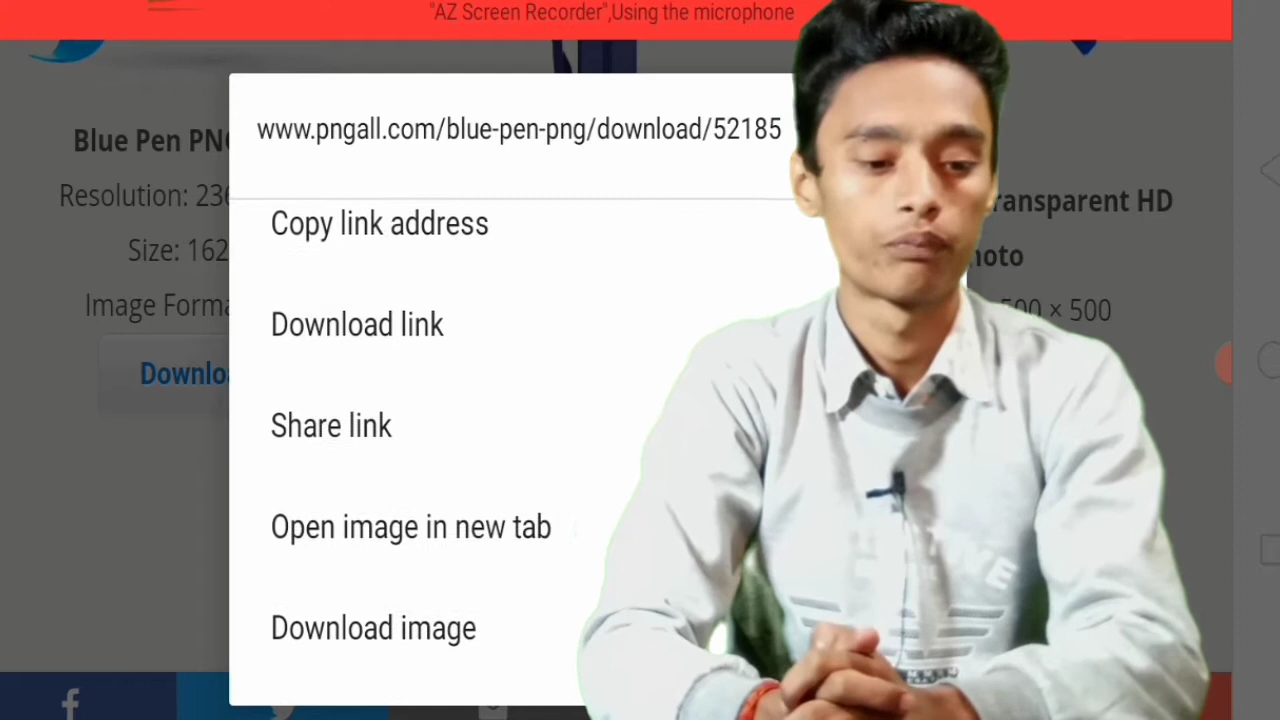 "AZ Screen Recorder",Using the microphone
www.pngall.com/blue-pen-png/download/52185
Blue Pen PN
Resolution: 23
Size: 162
Image Forma
Downlo
Copy link address
Download link
Share link
Open image in new tab
Download image
ransparent HD
hoto
500 × 500